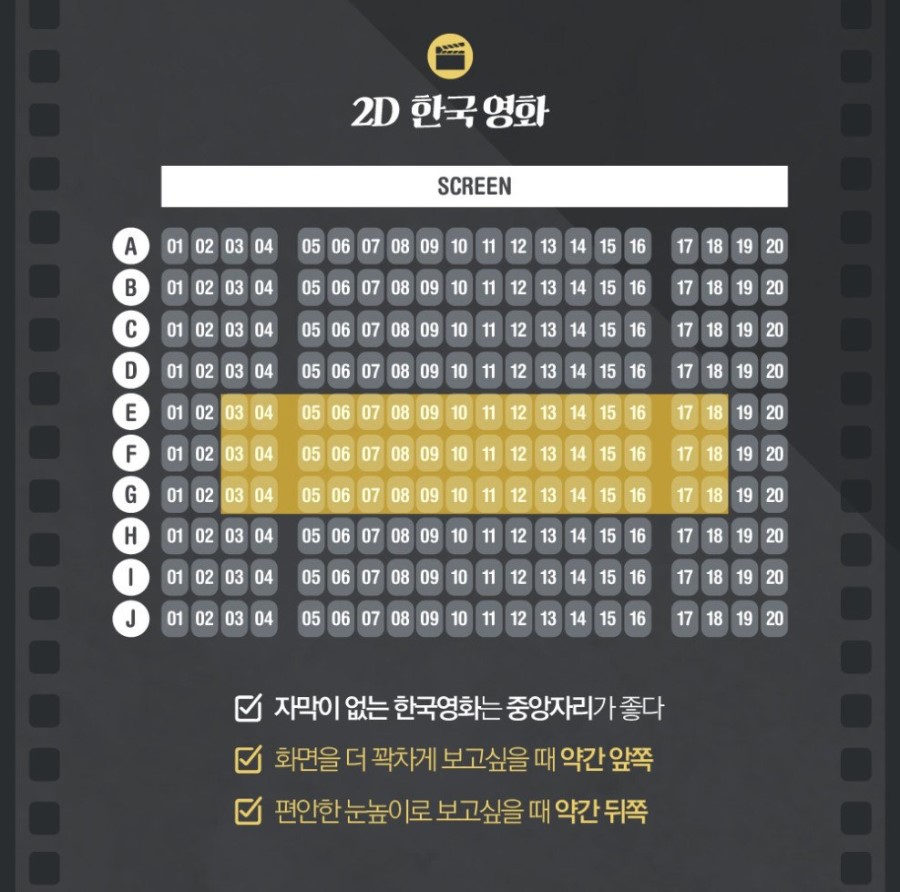 2D 한국 영화
SCREEN
A 01 02 03 04 05 06 07 08 09 10 11 12 13 14 15 16 17 18 19 20
B 01 02 03 04 05 06 07 08 09 10 11 12 13 14 15 16 17 18 19 20
C 01 02 03 04 05 06 07 08 09 10 11 12 13 14 15 16 17 18 19 20
D 01 02 03 04 05 06 07 08 09 10 11 12 13 14 15 16 17 18 19 20
E 01 02 03 04 05 06 07 08 09 10 11 12 13 14 15 16 17 18 19 20
F 01 02 03 04 05 06 07 08 09 10 11 12 13 14 15 16 17 18 19 20
G 01 02 03 04 05 06 07 08 09 10 11 12 13 14 15 16 17 18 19 20
H 01 02 03 04 05 06 07 08 09 10 11 12 13 14 15 16 17 18 19 20
I 01 02 03 04 05 06 07 08 09 10 11 12 13 14 15 16 17 18 19 20
J 01 02 03 04 05 06 07 08 09 10 11 12 13 14 15 16 17 18 19 20
자막이 없는 한국영화는 중앙자리가 좋다
화면을 더 꽉차게 보고싶을 때 약간 앞쪽
편안한 눈높이로 보고싶을 때 약간 뒤쪽